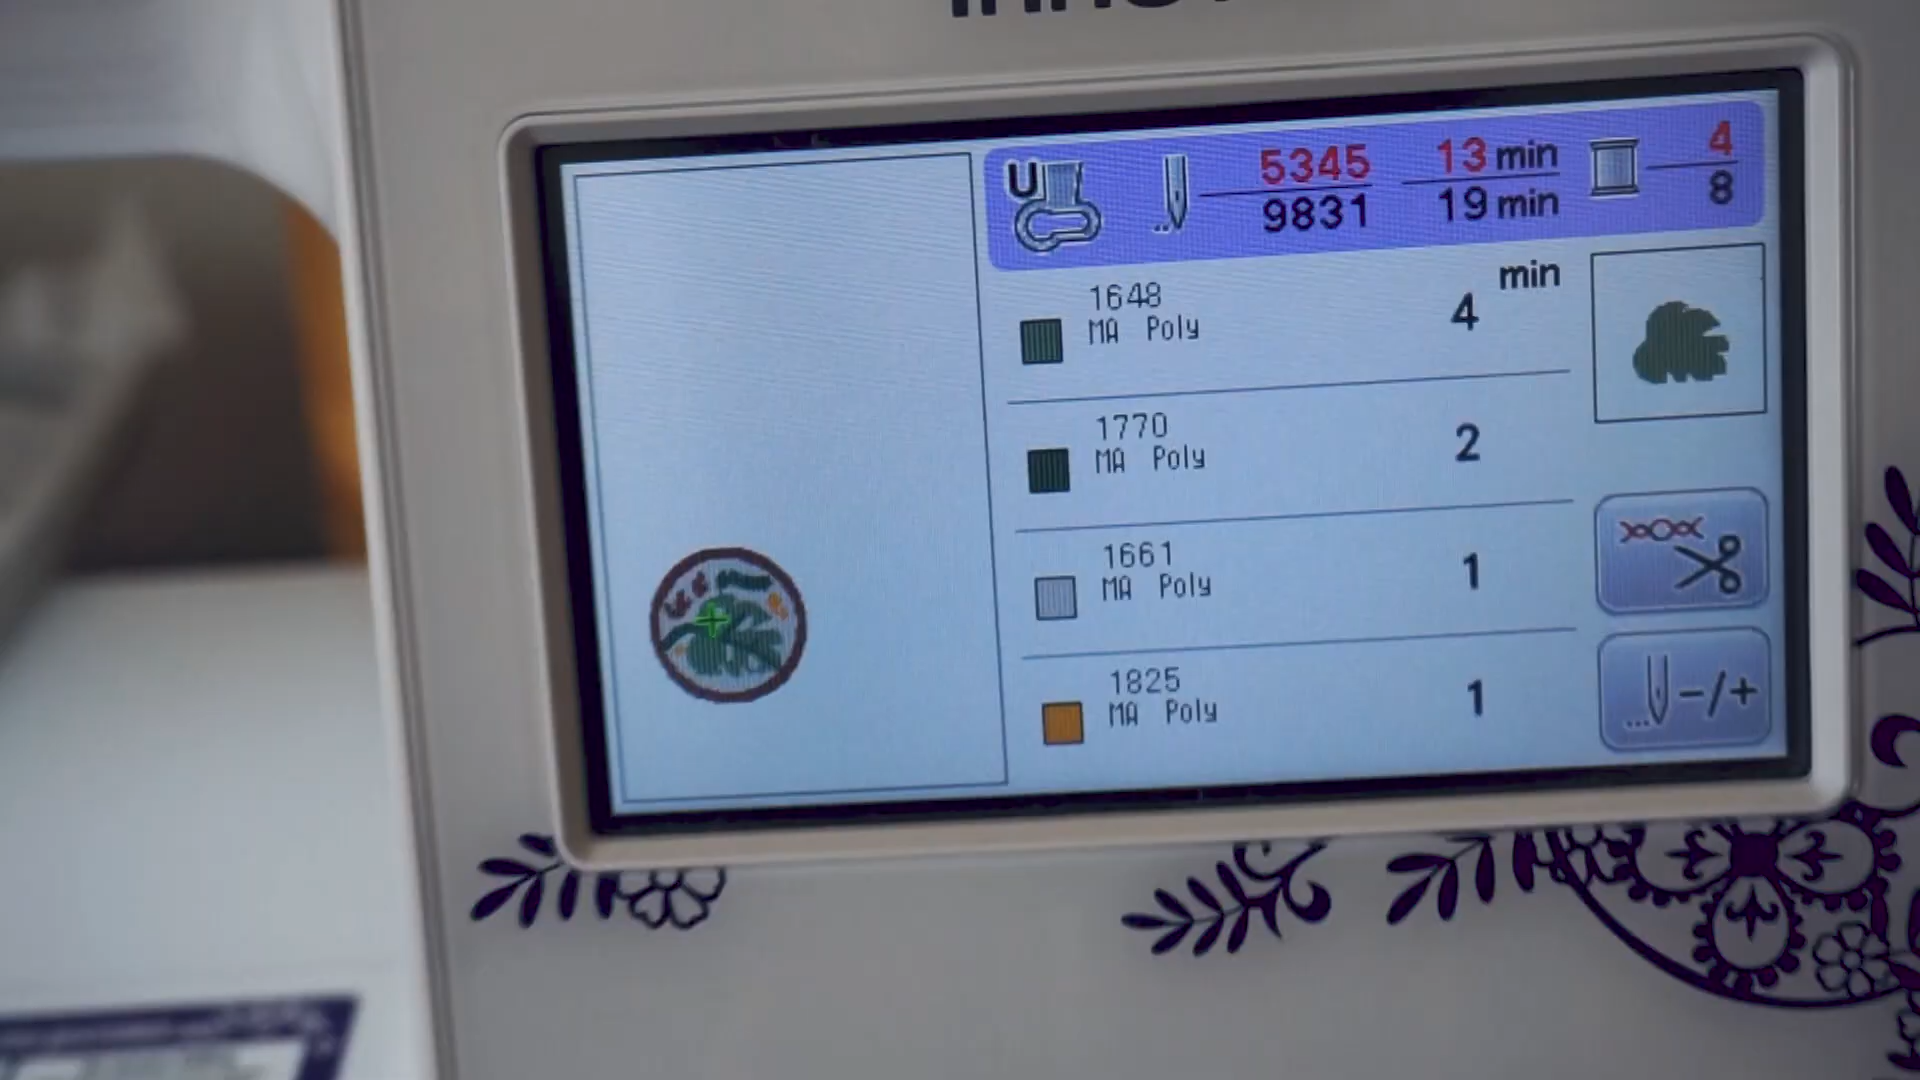 U 5345 13 min 4
9831 19 min 8
min
1648
MA Poly 4
1770
MA Poly 2
1661
MA Poly 1
1825
MA Poly 1
-/+